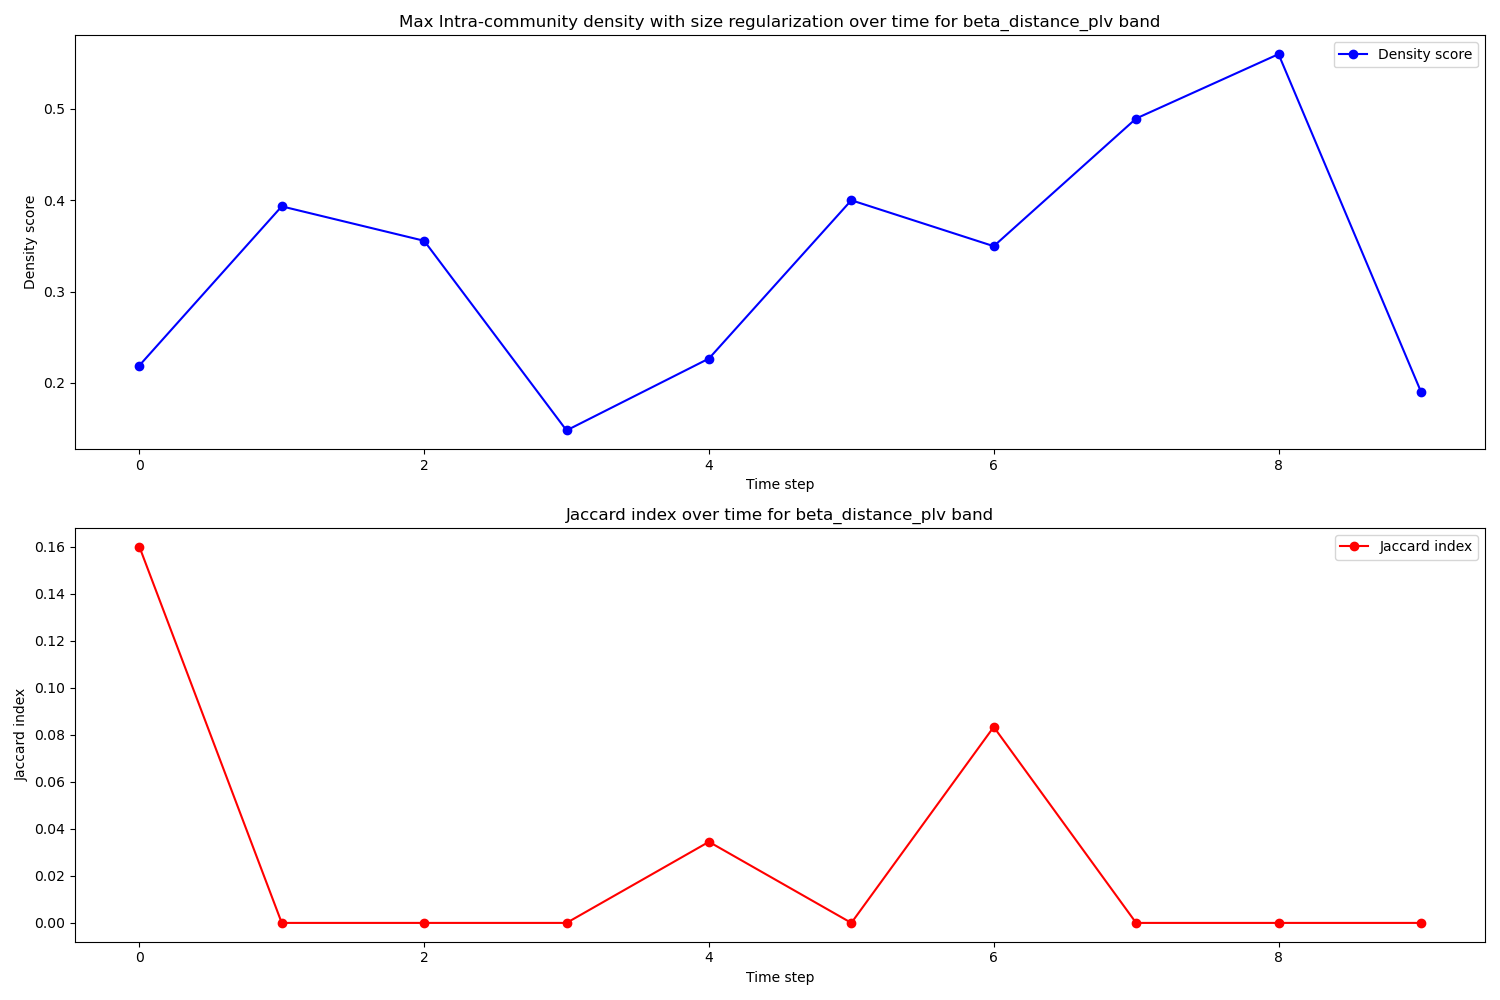 Max Intra-community density with size regularization over time for beta_distance_plv band
Density score
0.5
0.4
0.3
0.2
Density score
0 2 4 6 8
Time step
Jaccard index over time for beta_distance_plv band
Jaccard index
0.16
0.14
0.12
0.10
0.08
0.06
0.04
0.02
0.00
Jaccard index
0 2 4 6 8
Time step